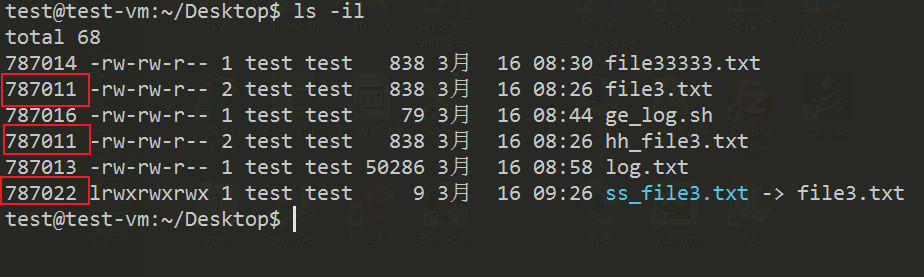 test@test-vm:~/Desktop$ ls -il
total 68
787014 -rw-rw-r-- 1 test test   838 3月  16 08:30 file33333.txt
787011 -rw-rw-r-- 2 test test   838 3月  16 08:26 file3.txt
787016 -rw-rw-r-- 1 test test    79 3月  16 08:44 ge_log.sh
787011 -rw-rw-r-- 2 test test   838 3月  16 08:26 hh_file3.txt
787013 -rw-rw-r-- 1 test test 50286 3月  16 08:58 log.txt
787022 lrwxrwxrwx 1 test test     9 3月  16 09:26 ss_file3.txt -> file3.txt
test@test-vm:~/Desktop$